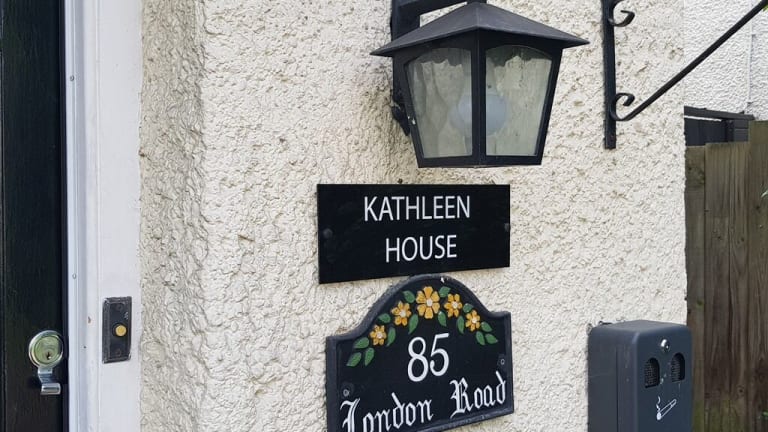 KATHLEEN
HOUSE
85
London Road